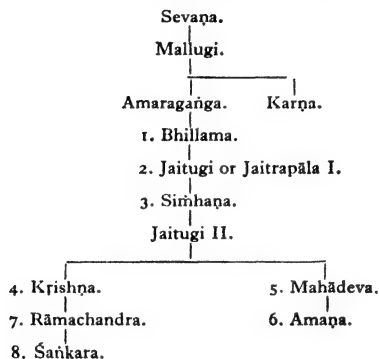 Sevaṇa.
Mallugi.
Amaragaṅga. Karṇa.
1. Bhillama.
2. Jaitugi or Jaitrapāla I.
3. Siṁhaṇa.
Jaitugi II.
4. Kṛishṇa. 5. Mahādeva.
7. Rāmachandra. 6. Amaṇa.
8. Śaṅkara.